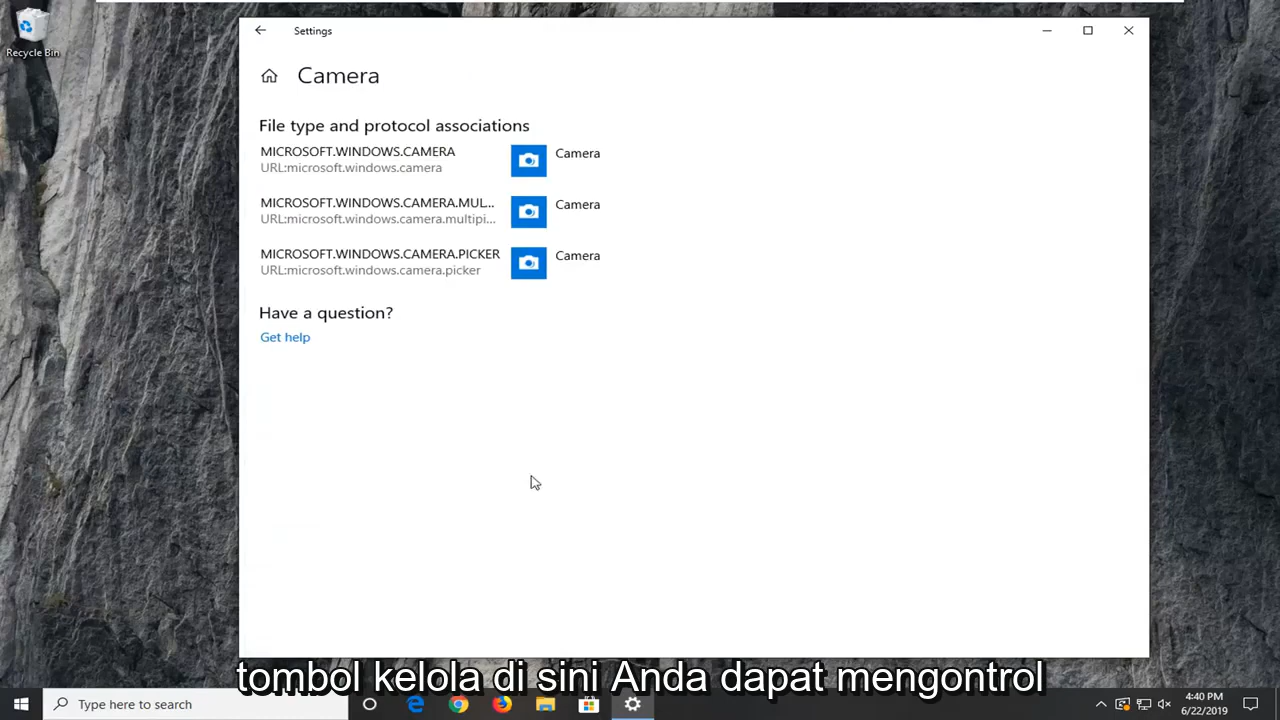 Recycle Bin
Settings
Camera
File type and protocol associations
MICROSOFT.WINDOWS.CAMERA
URL:microsoft.windows.camera
Camera
MICROSOFT.WINDOWS.CAMERA.MUL...
URL:microsoft.windows.camera.multipi...
Camera
MICROSOFT.WINDOWS.CAMERA.PICKER
URL:microsoft.windows.camera.picker
Camera
Have a question?
Get help
tombol kelola di sini Anda dapat mengontrol
Type here to search
4:40 PM
6/22/2019